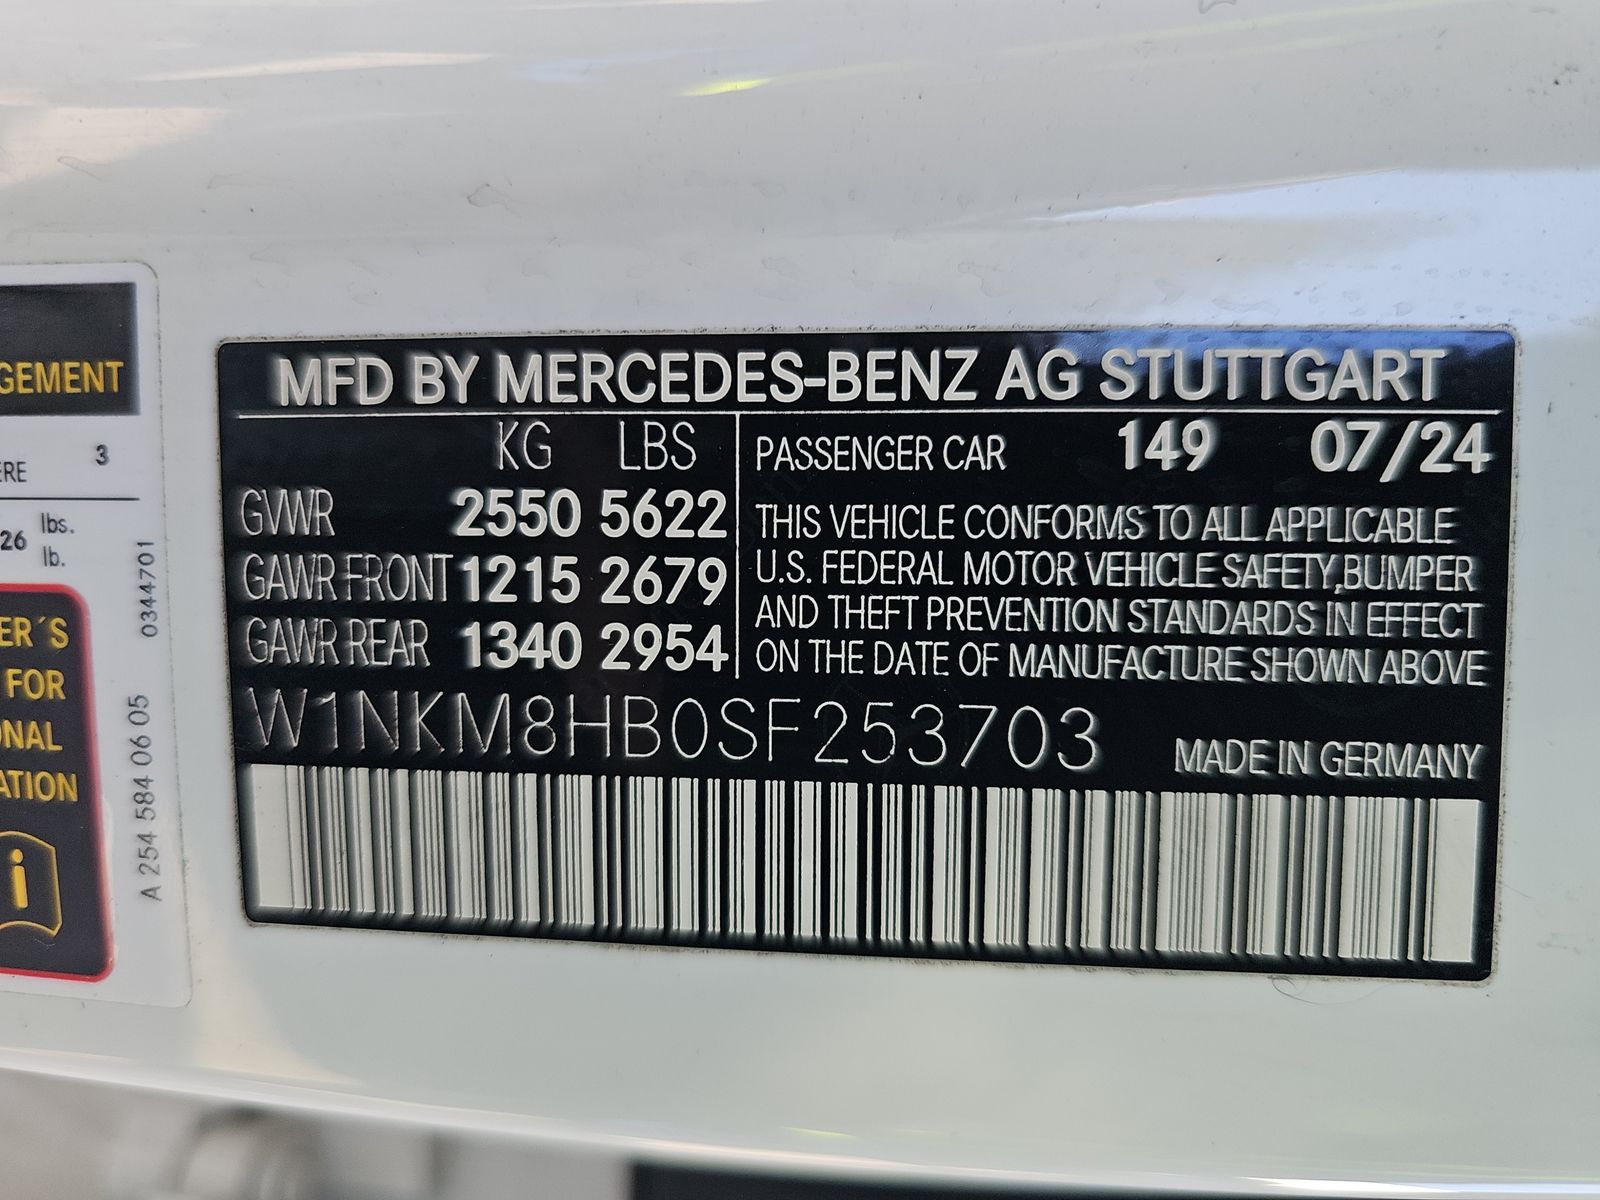 MFD BY MERCEDES-BENZ AG STUTTGART
KG LBS
GVWR 2550 5622
GAWR FRONT 1215 2679
GAWR REAR 1340 2954
PASSENGER CAR 149 07/24
THIS VEHICLE CONFORMS TO ALL APPLICABLE
U.S. FEDERAL MOTOR VEHICLE SAFETY,BUMPER
AND THEFT PREVENTION STANDARDS IN EFFECT
ON THE DATE OF MANUFACTURE SHOWN ABOVE
W1NKM8HB0SF253703
MADE IN GERMANY
GEMENT
ERE 3
26 lbs.
lb.
ER´S
FOR
ONAL
ATION
i
A 254 584 06 05 0344701